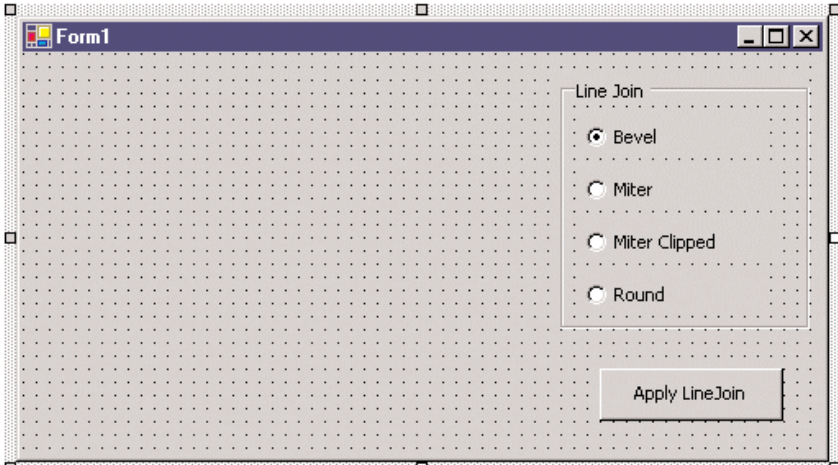 Form1
Line Join
Bevel
Miter
Miter Clipped
Round
Apply LineJoin